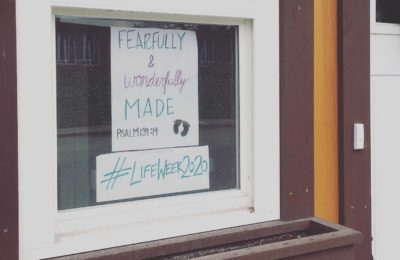 FEARFULLY
&
wonderfully
MADE
PSALM 139:14
#LIFEWEEK2020